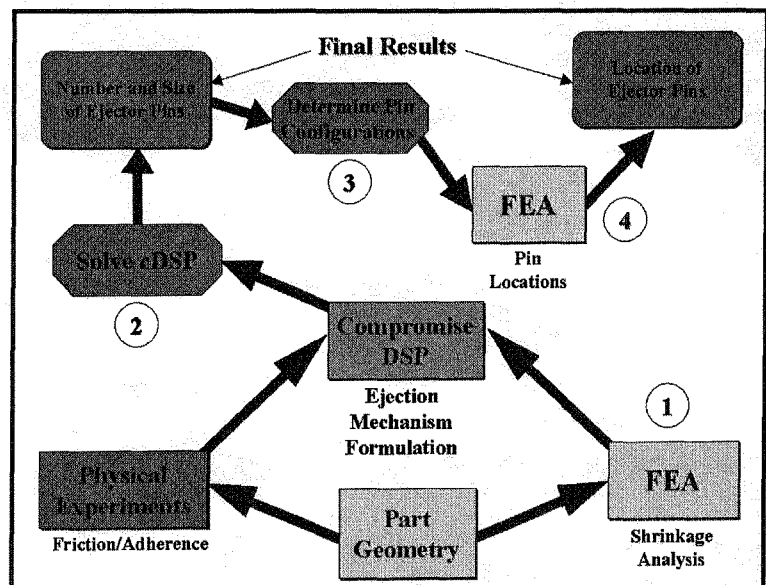 Final Results
Number and Size
of Ejector Pins
Location of
Ejector Pins
Determine Pin
Configurations
3
FEA
4
Pin
Locations
Solve cDSP
2
Compromise
DSP
Ejection
Mechanism
Formulation
1
Physical
Experiments
Friction/Adherence
Part
Geometry
FEA
Shrinkage
Analysis